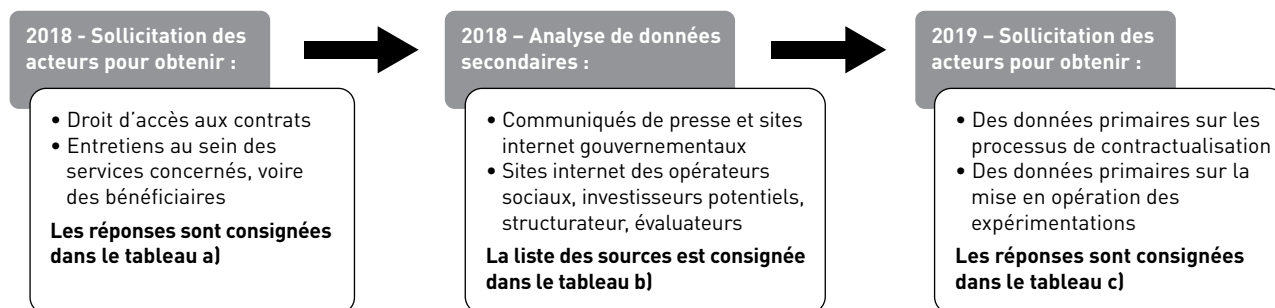 2018 - Sollicitation des
acteurs pour obtenir :
• Droit d’accès aux contrats
• Entretiens au sein des
services concernés, voire
des bénéficiaires
Les réponses sont consignées
dans le tableau a)
2018 – Analyse de données
secondaires :
• Communiqués de presse et sites
internet gouvernementaux
• Sites internet des opérateurs
sociaux, investisseurs potentiels,
structurateur, évaluateurs
La liste des sources est consignée
dans le tableau b)
2019 – Sollicitation des
acteurs pour obtenir :
• Des données primaires sur les
processus de contractualisation
• Des données primaires sur la
mise en opération des
expérimentations
Les réponses sont consignées
dans le tableau c)